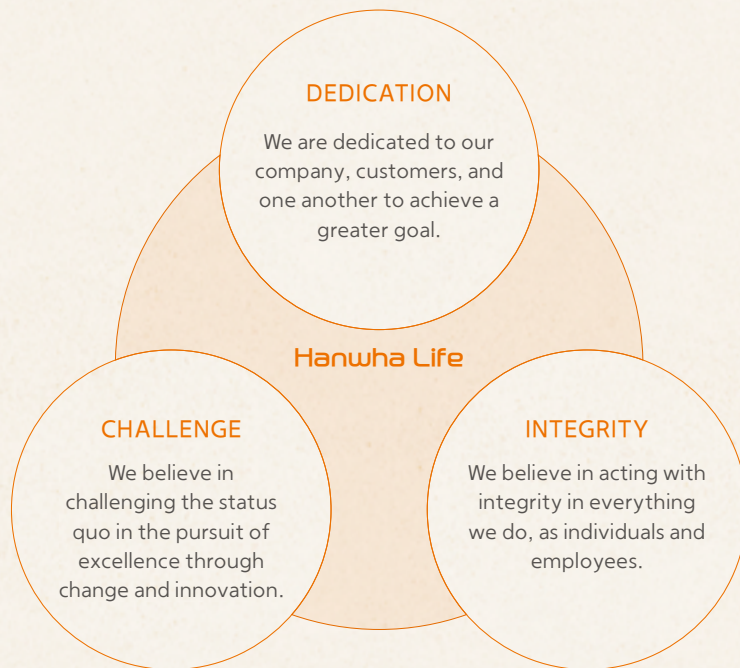 DEDICATION
We are dedicated to our
company, customers, and
one another to achieve a
greater goal.
Hanwha Life
CHALLENGE
We believe in
challenging the status
quo in the pursuit of
excellence through
change and innovation.
INTEGRITY
We believe in acting with
integrity in everything
we do, as individuals and
employees.